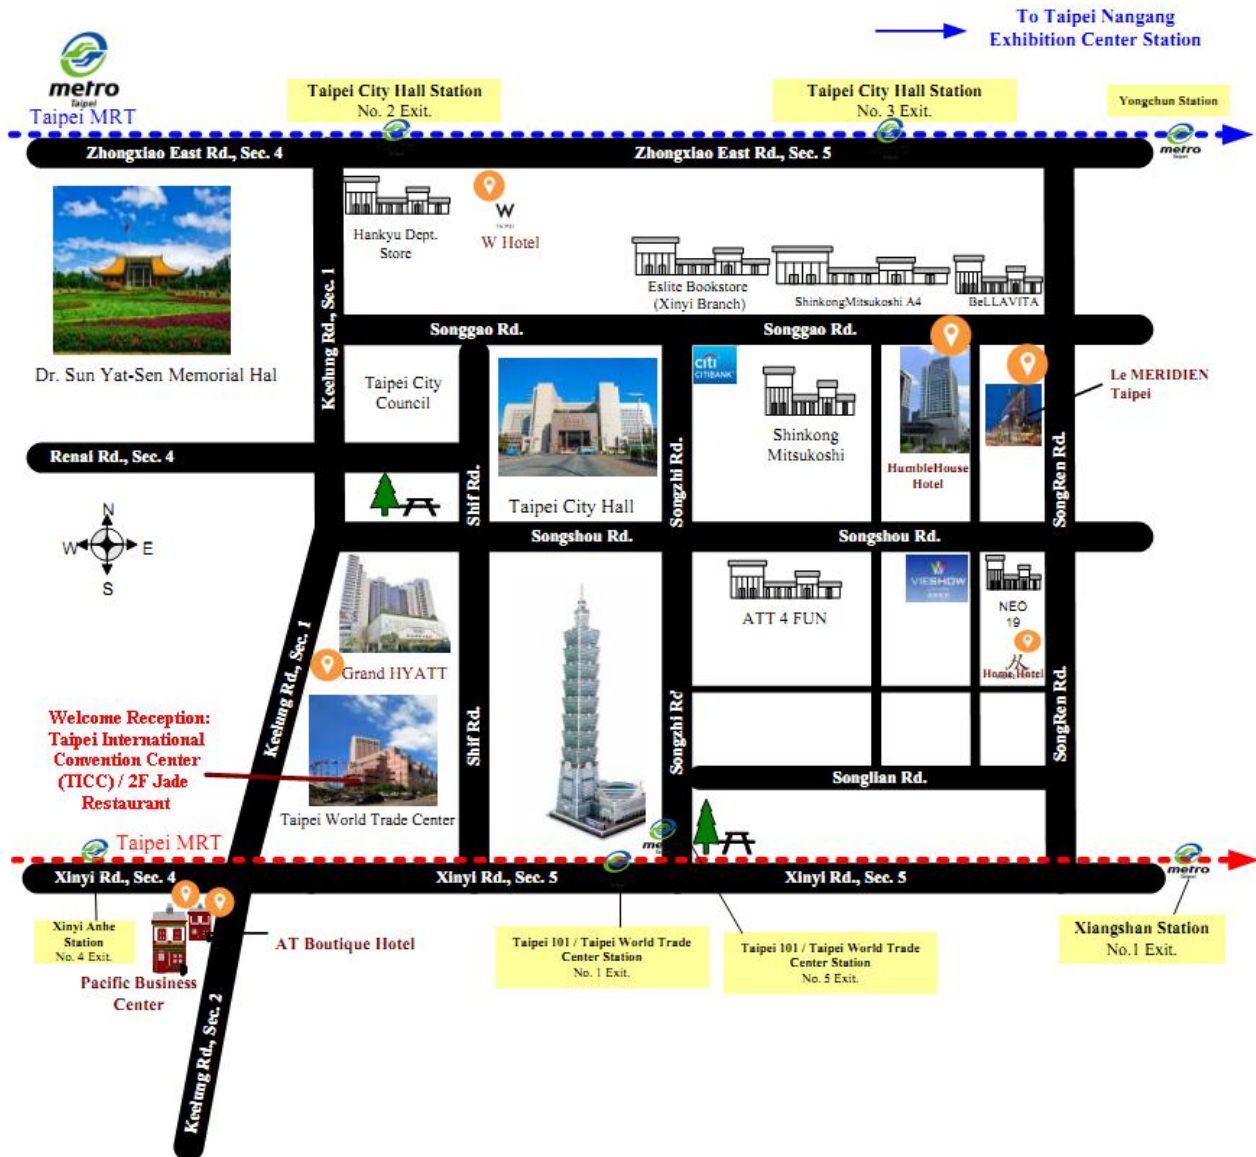 To Taipei Nangang
Exhibition Center Station
metro
Taipei
Taipei MRT
Taipei City Hall Station
No. 2 Exit.
Taipei City Hall Station
No. 3 Exit.
Yongchun Station
metro
Taipei
Zhongxiao East Rd., Sec. 4
Zhongxiao East Rd., Sec. 5
Keelung Rd., Sec. 1
Hankyu Dept.
Store
W
TAIPEI
W Hotel
Eslite Bookstore
(Xinyi Branch)
ShinkongMitsukoshi A4
BeLLAVITA
Dr. Sun Yat-Sen Memorial Hal
Songgao Rd.
Songgao Rd.
Taipei City
Council
citi
CITIBANK
Shinkong
Mitsukoshi
HumbleHouse
Hotel
Le MERIDIEN
Taipei
Renai Rd., Sec. 4
Shif Rd.
Taipei City Hall
Songzhi Rd.
SongRen Rd.
N
W
E
S
Songshou Rd.
Songshou Rd.
Keelung Rd., Sec. 1
Grand HYATT
ATT 4 FUN
VIESHOW
NEO
19
Home Hotel
Welcome Reception:
Taipei International
Convention Center
(TICC) / 2F Jade
Restaurant
Taipei World Trade Center
Shif Rd.
Songzhi Rd
SongRen Rd.
Songlian Rd.
Taipei MRT
metro
Xinyi Rd., Sec. 4
Xinyi Rd., Sec. 5
Xinyi Rd., Sec. 5
metro
Taipei
Xinyi Anhe
Station
No. 4 Exit.
AT Boutique Hotel
Pacific Business
Center
Keelung Rd., Sec. 2
Taipei 101 / Taipei World Trade
Center Station
No. 1 Exit.
Taipei 101 / Taipei World Trade
Center Station
No. 5 Exit.
Xiangshan Station
No.1 Exit.